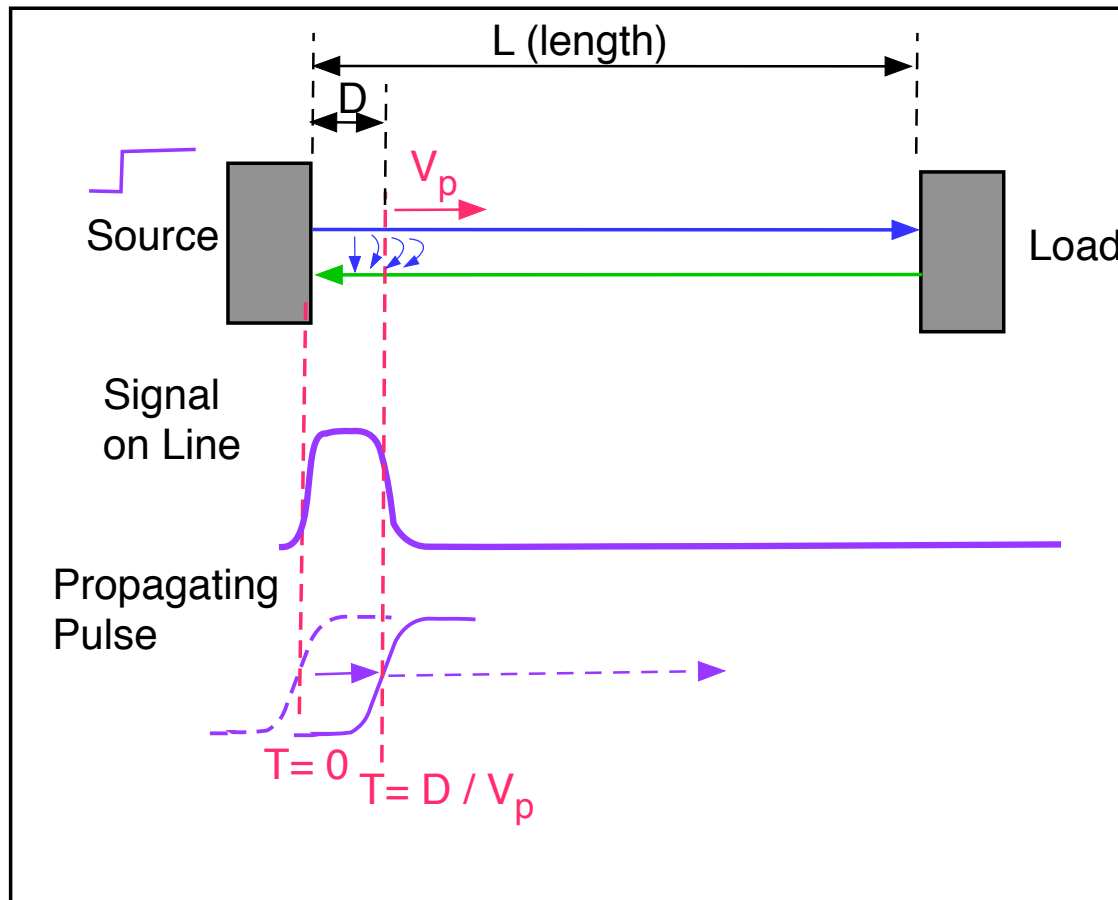 L (length)
D
Vp
Source
Load
Signal
on Line
Propagating
Pulse
T= 0
T= D / Vp